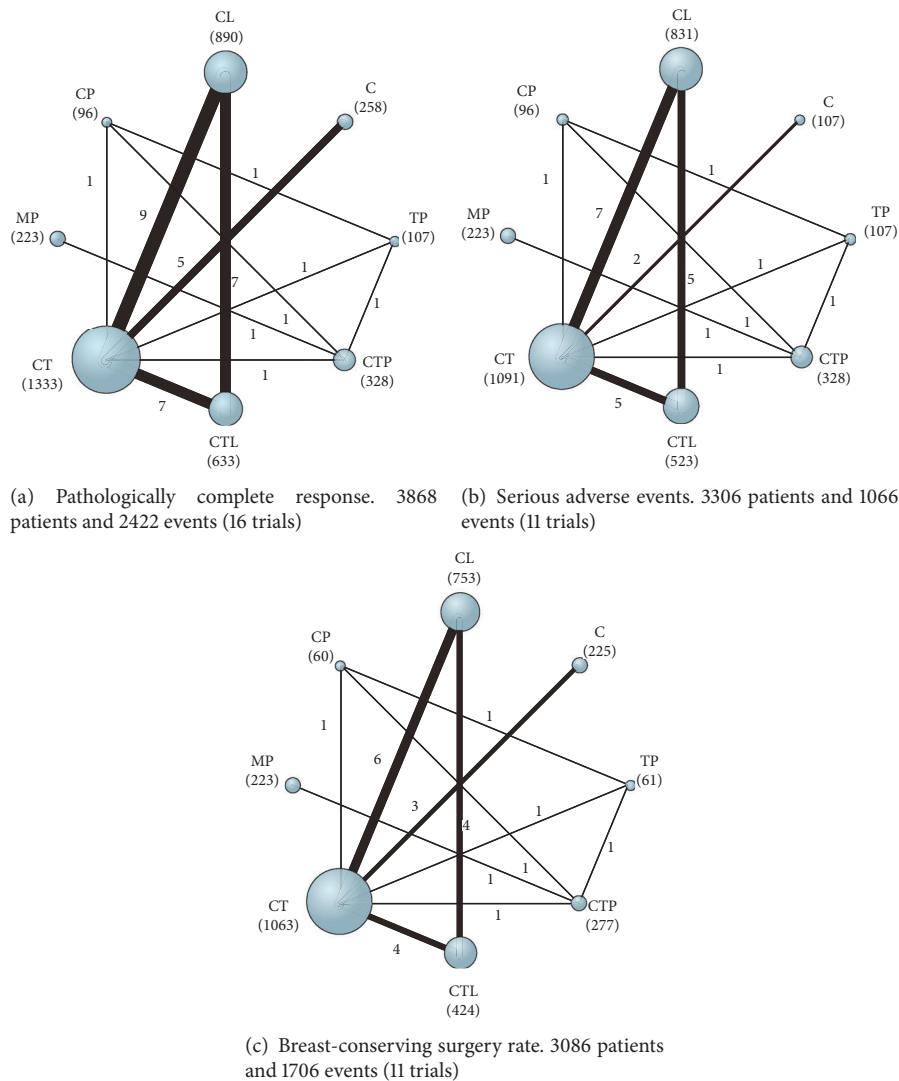 CL
(890)
C
(258)
CP
(96)
1
1
MP
(223)
9
TP
(107)
5
1
7
1
1
1
CT
(1333)
1
CTP
(328)
7
CTL
(633)
(a) Pathologically complete response. 3868
patients and 2422 events (16 trials)
CL
(831)
C
(107)
CP
(96)
1
1
MP
(223)
7
TP
(107)
2
1
5
1
1
1
CT
(1091)
1
CTP
(328)
5
CTL
(523)
(b) Serious adverse events. 3306 patients and 1066
events (11 trials)
CL
(753)
C
(225)
CP
(60)
1
1
MP
(223)
6
TP
(61)
3
1
4
1
1
1
CT
(1063)
1
CTP
(277)
4
CTL
(424)
(c) Breast-conserving surgery rate. 3086 patients
and 1706 events (11 trials)